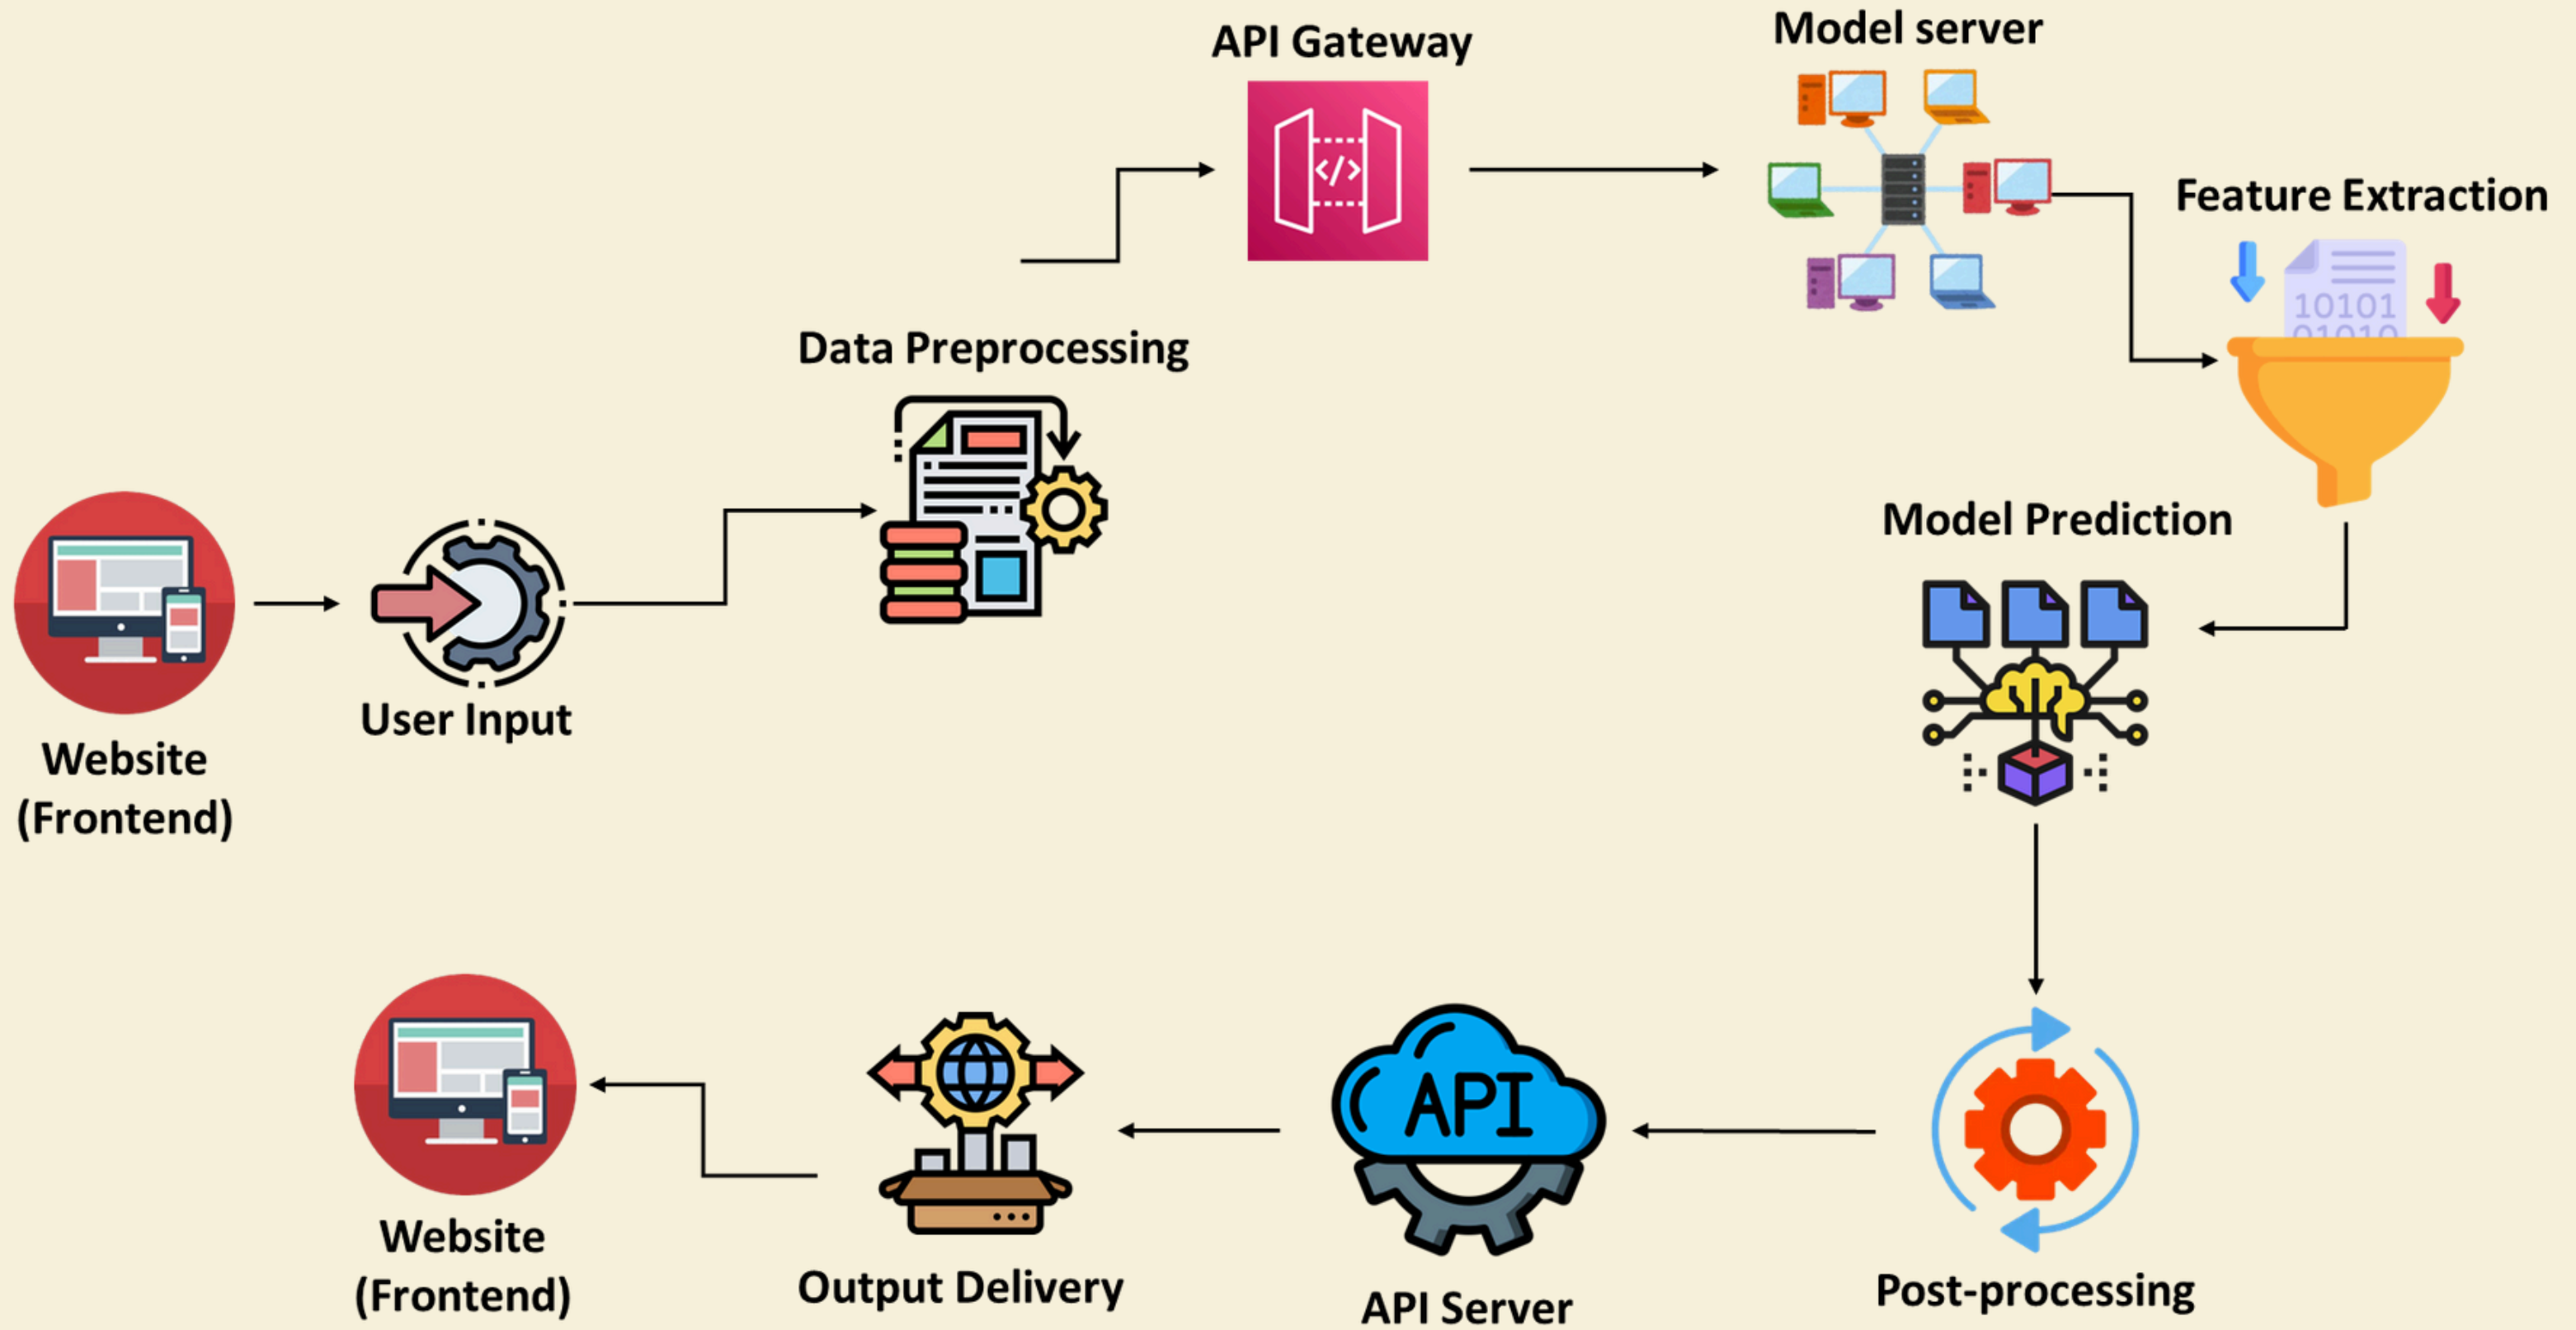 API Gateway
Model server
Feature Extraction
10101
01010
</>
Data Preprocessing
Model Prediction
User Input
Website
(Frontend)
API
Website
(Frontend)
Output Delivery
API Server
Post-processing